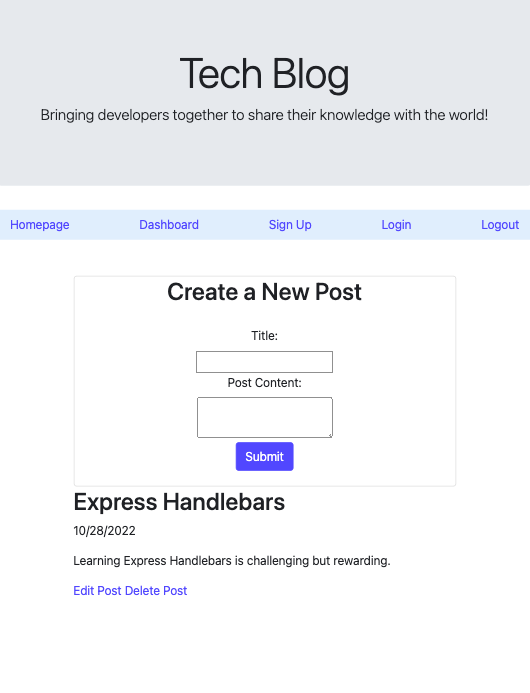 Tech Blog
Bringing developers together to share their knowledge with the world!
Homepage Dashboard Sign Up Login Logout
Create a New Post
Title:
Post Content:
Submit
Express Handlebars
10/28/2022
Learning Express Handlebars is challenging but rewarding.
Edit Post Delete Post